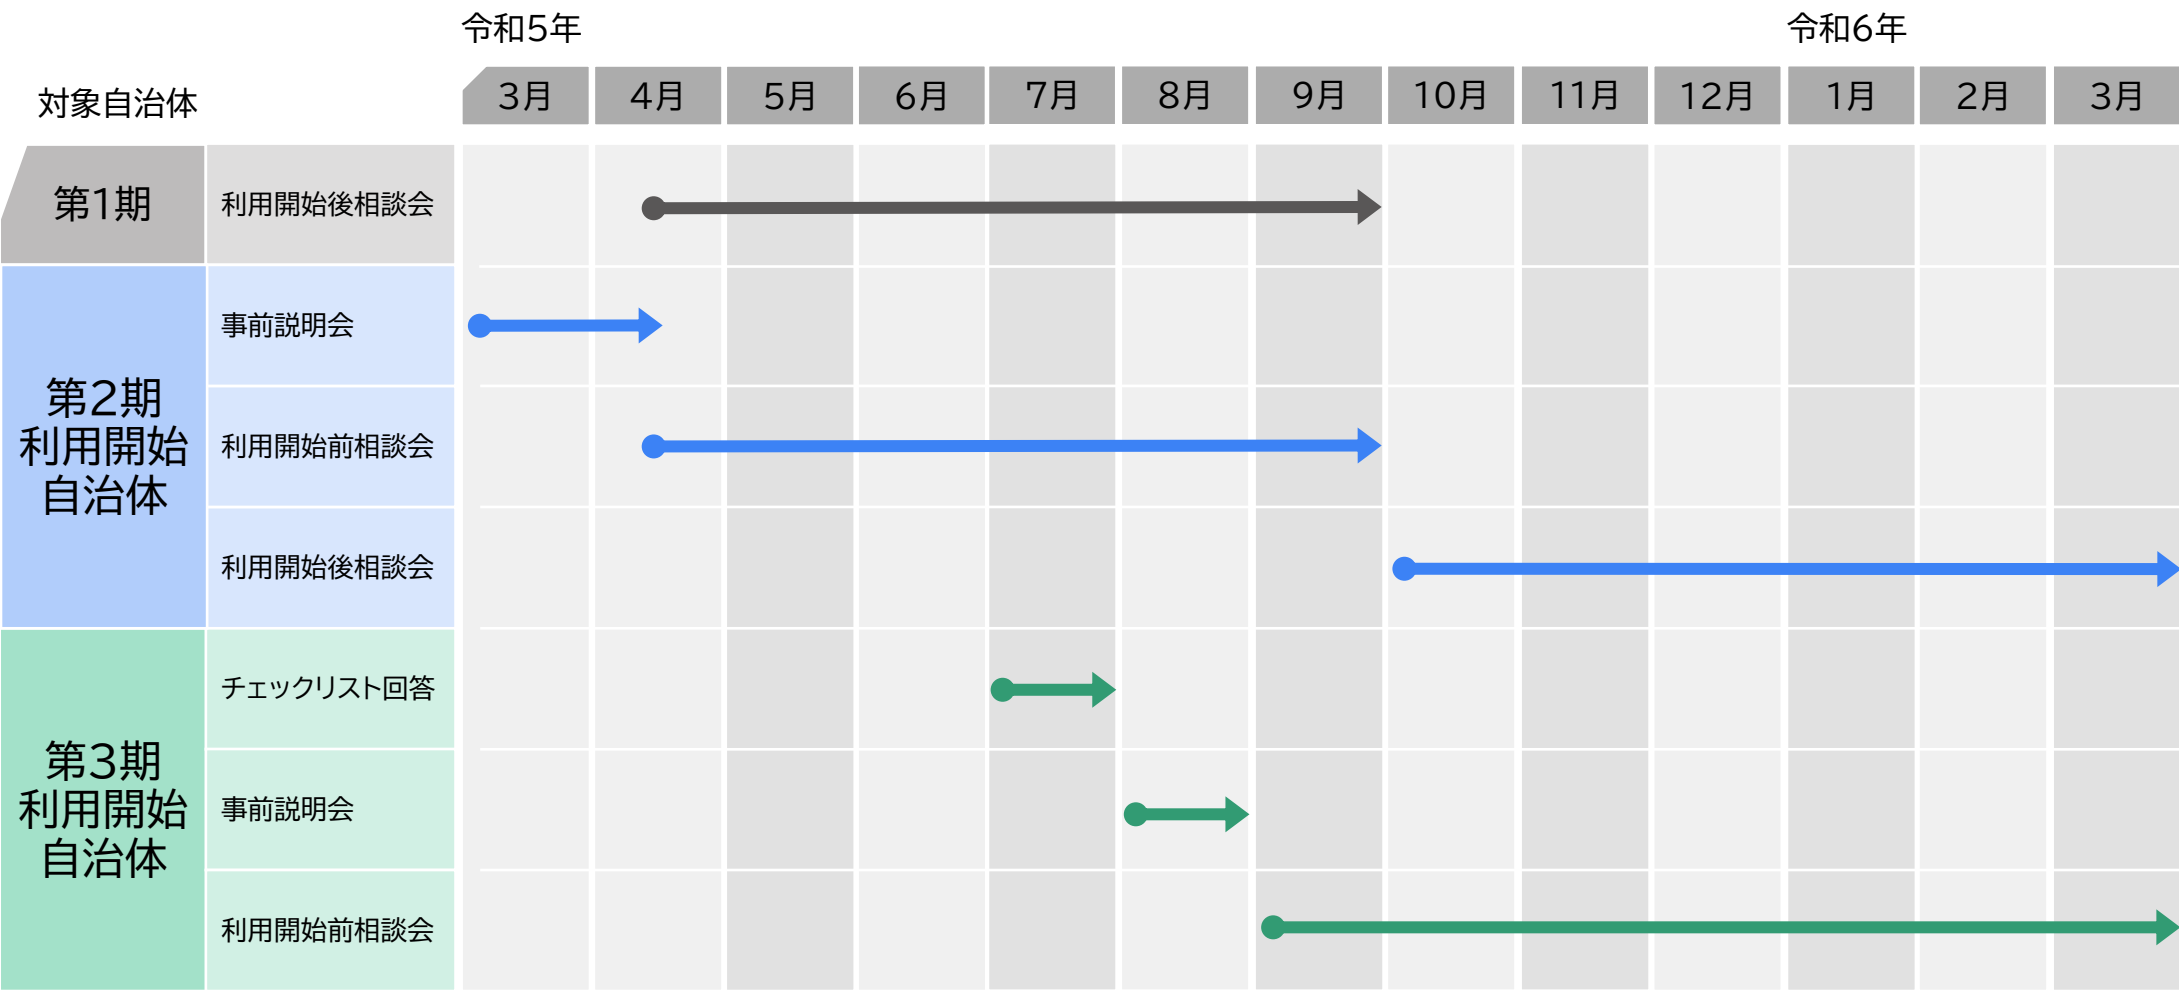 令和5年
令和6年
対象自治体
3月
4月
5月
6月
7月
8月
9月
10月
11月
12月
1月
2月
3月
第1期
利用開始後相談会
第2期
利用開始
自治体
事前説明会
利用開始前相談会
利用開始後相談会
第3期
利用開始
自治体
チェックリスト回答
事前説明会
利用開始前相談会